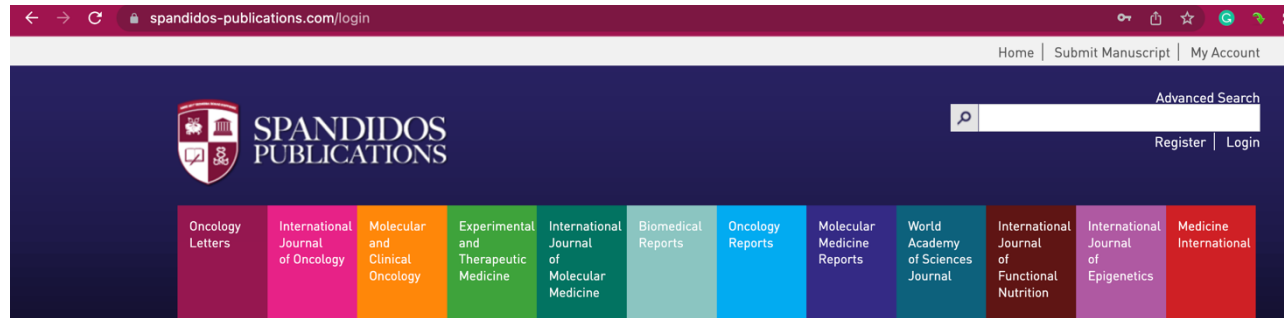 spandidos-publications.com/login
Home | Submit Manuscript | My Account
Advanced Search
SPANDIDOS
PUBLICATIONS
Register | Login
Oncology
Letters
International
Journal
of Oncology
Molecular
and
Clinical
Oncology
Experimental
and
Therapeutic
Medicine
International
Journal
of
Molecular
Medicine
Biomedical
Reports
Oncology
Reports
Molecular
Medicine
Reports
World
Academy
of Sciences
Journal
International
Journal
of
Functional
Nutrition
International
Journal
of
Epigenetics
Medicine
International